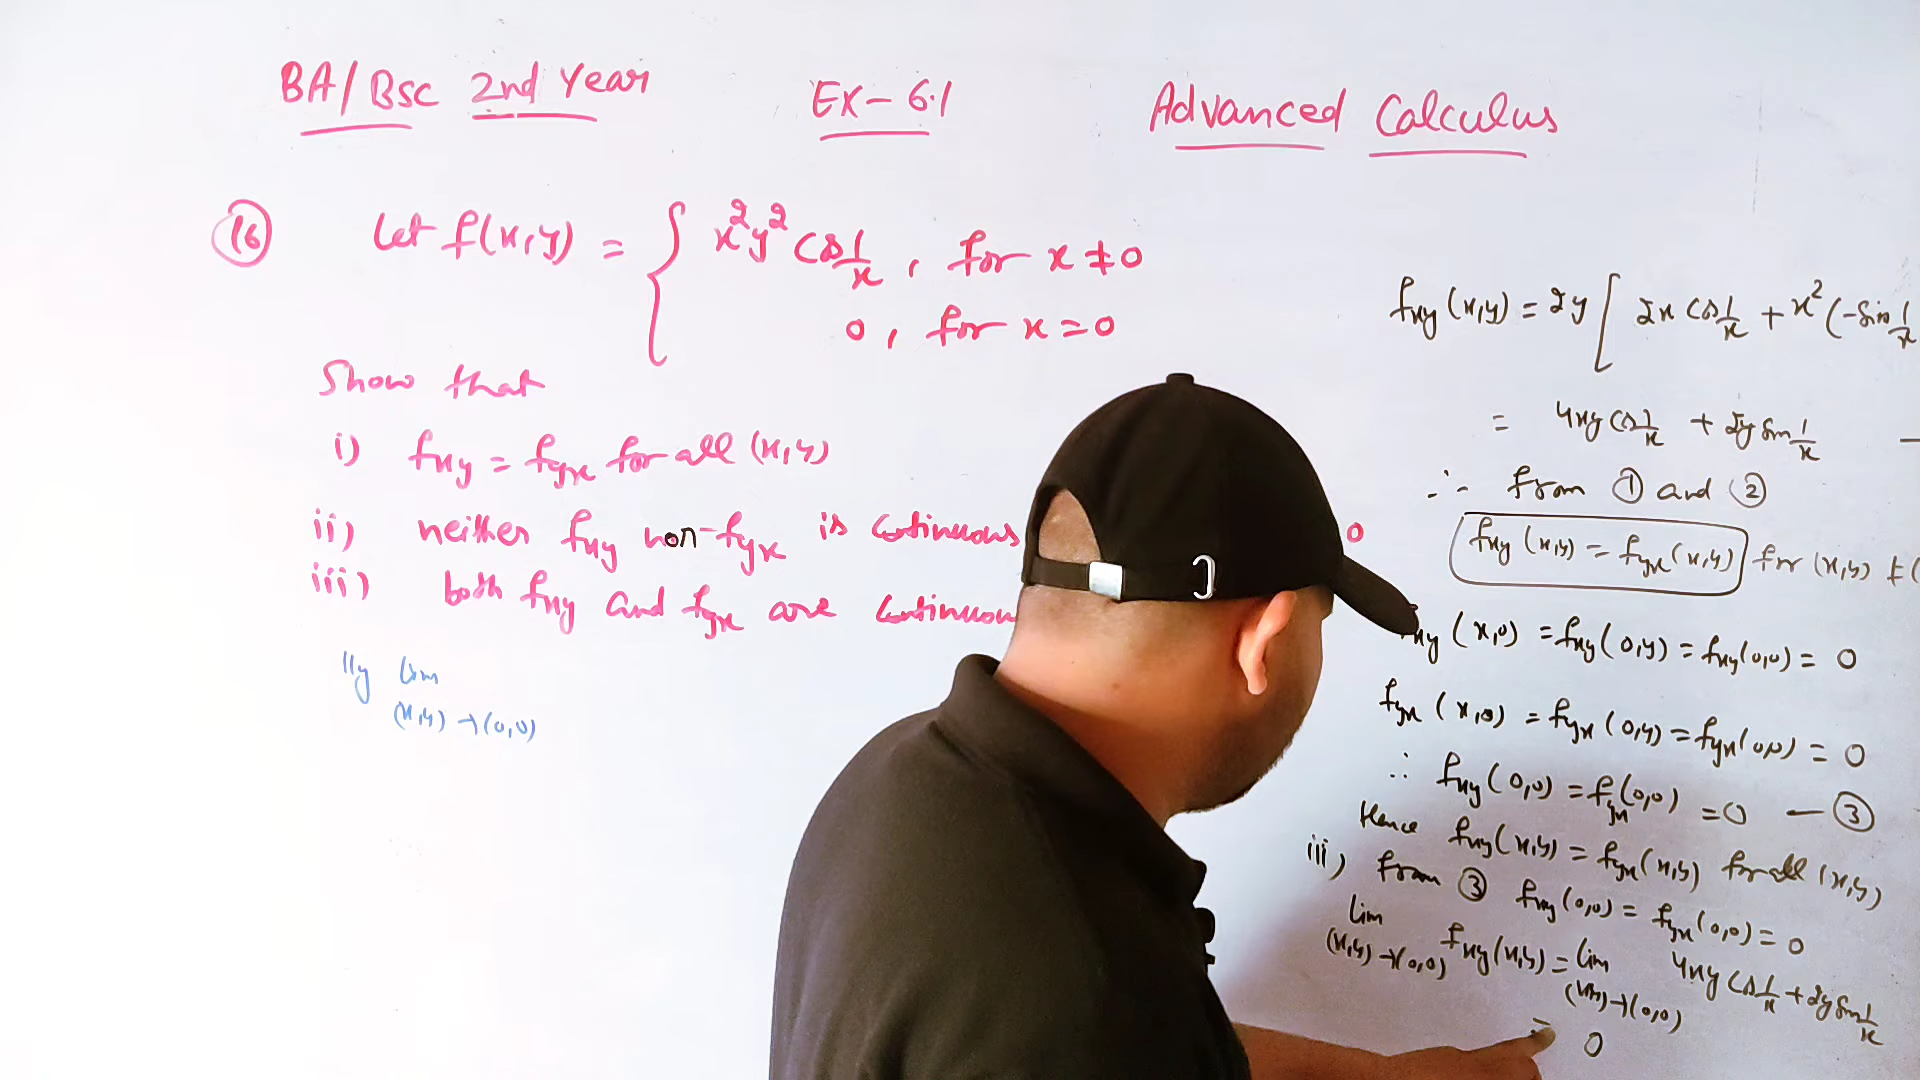 BA/BSC 2nd Year EX-6.1 Advanced Calculus
(16) Let f(x,y) = { x²y² cos 1/x , for x ≠ 0
0 , for x = 0
Show that
i) fxy = fyx for all (x,y)
ii) neither fxy non-fyx is continuous 0
iii) both fxy and fyx are continuou
lly lim
(x,y) → (0,0)
fxy (x,y) = 2y [ 2x cos 1/x + x² (-sin 1/x
= 4xy cos 1/x + 2y sin 1/x —
∴ from ① and ②
fxy (x,y) = fyx (x,y) for (x,y) ≠ (
xy (x,0) = fxy (0,y) = fxy (0,0) = 0
fyx (x,0) = fyx (0,y) = fyx (0,0) = 0
∴ fxy (0,0) = fyx (0,0) = 0 — ③
Hence fxy (x,y) = fyx (x,y) for all (x,y)
iii) from ③ fxy (0,0) = fyx (0,0) = 0
lim fxy (x,y) = lim 4xy cos 1/x + 2y sin 1/x
(x,y) → (0,0) (x,y) → (0,0)
= 0